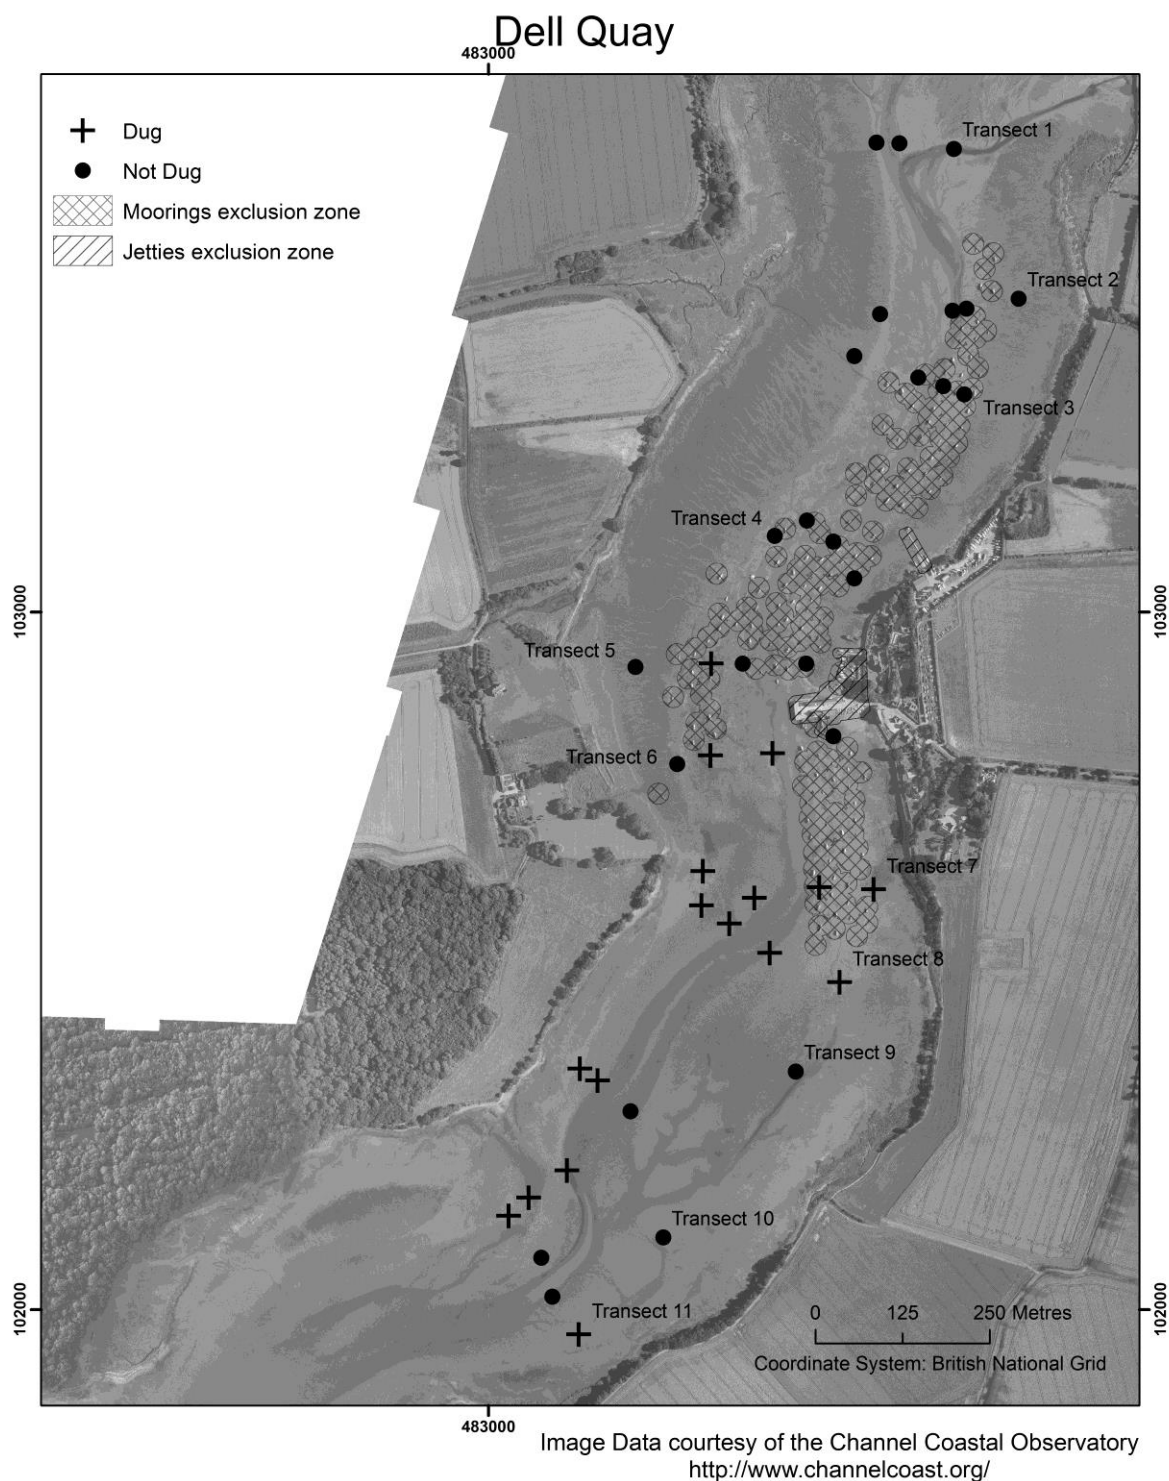 Dell Quay
483000
Dug
Not Dug
Moorings exclusion zone
Jetties exclusion zone
Transect 1
Transect 2
Transect 3
Transect 4
103000
103000
Transect 5
Transect 6
Transect 7
Transect 8
Transect 9
Transect 10
Transect 11
102000
102000
0 125 250 Metres
Coordinate System: British National Grid
483000
Image Data courtesy of the Channel Coastal Observatory
http://www.channelcoast.org/